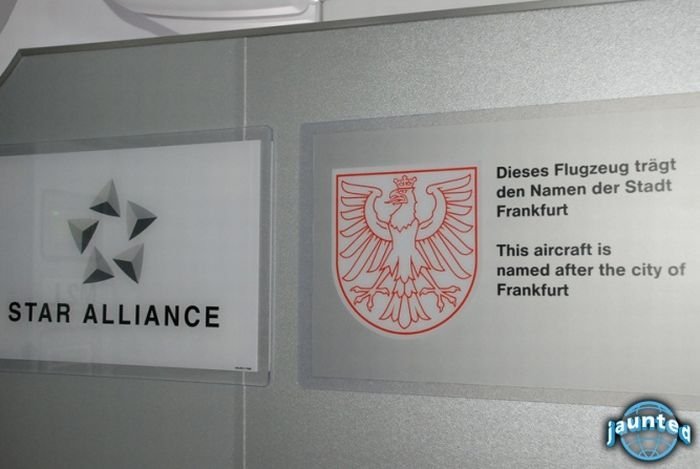 STAR ALLIANCE
Dieses Flugzeug trägt
den Namen der Stadt
Frankfurt
This aircraft is
named after the city of
Frankfurt
jaunted